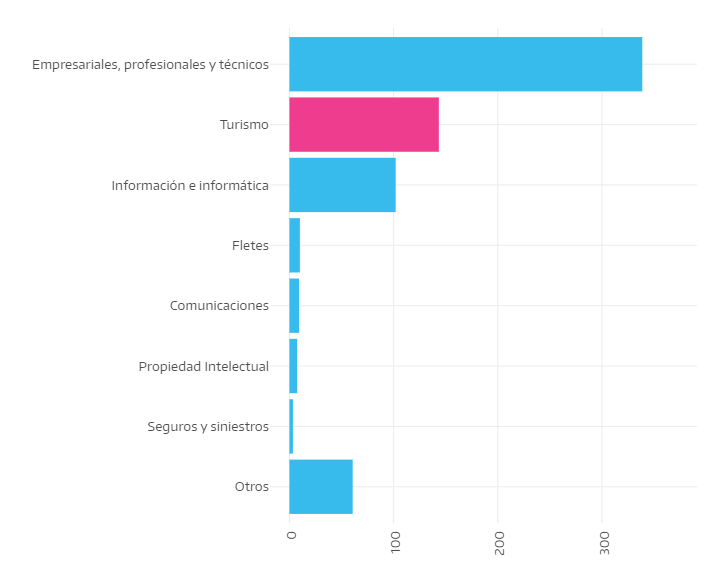 Empresariales, profesionales y técnicos
Turismo
Información e informática
Fletes
Comunicaciones
Propiedad Intelectual
Seguros y siniestros
Otros
0
100
200
300